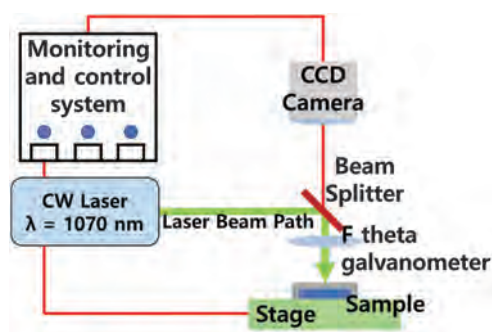 Monitoring
and control
system
CCD
Camera
Beam
Splitter
CW Laser
λ = 1070 nm
Laser Beam Path
F theta
galvanometer
Sample
Stage